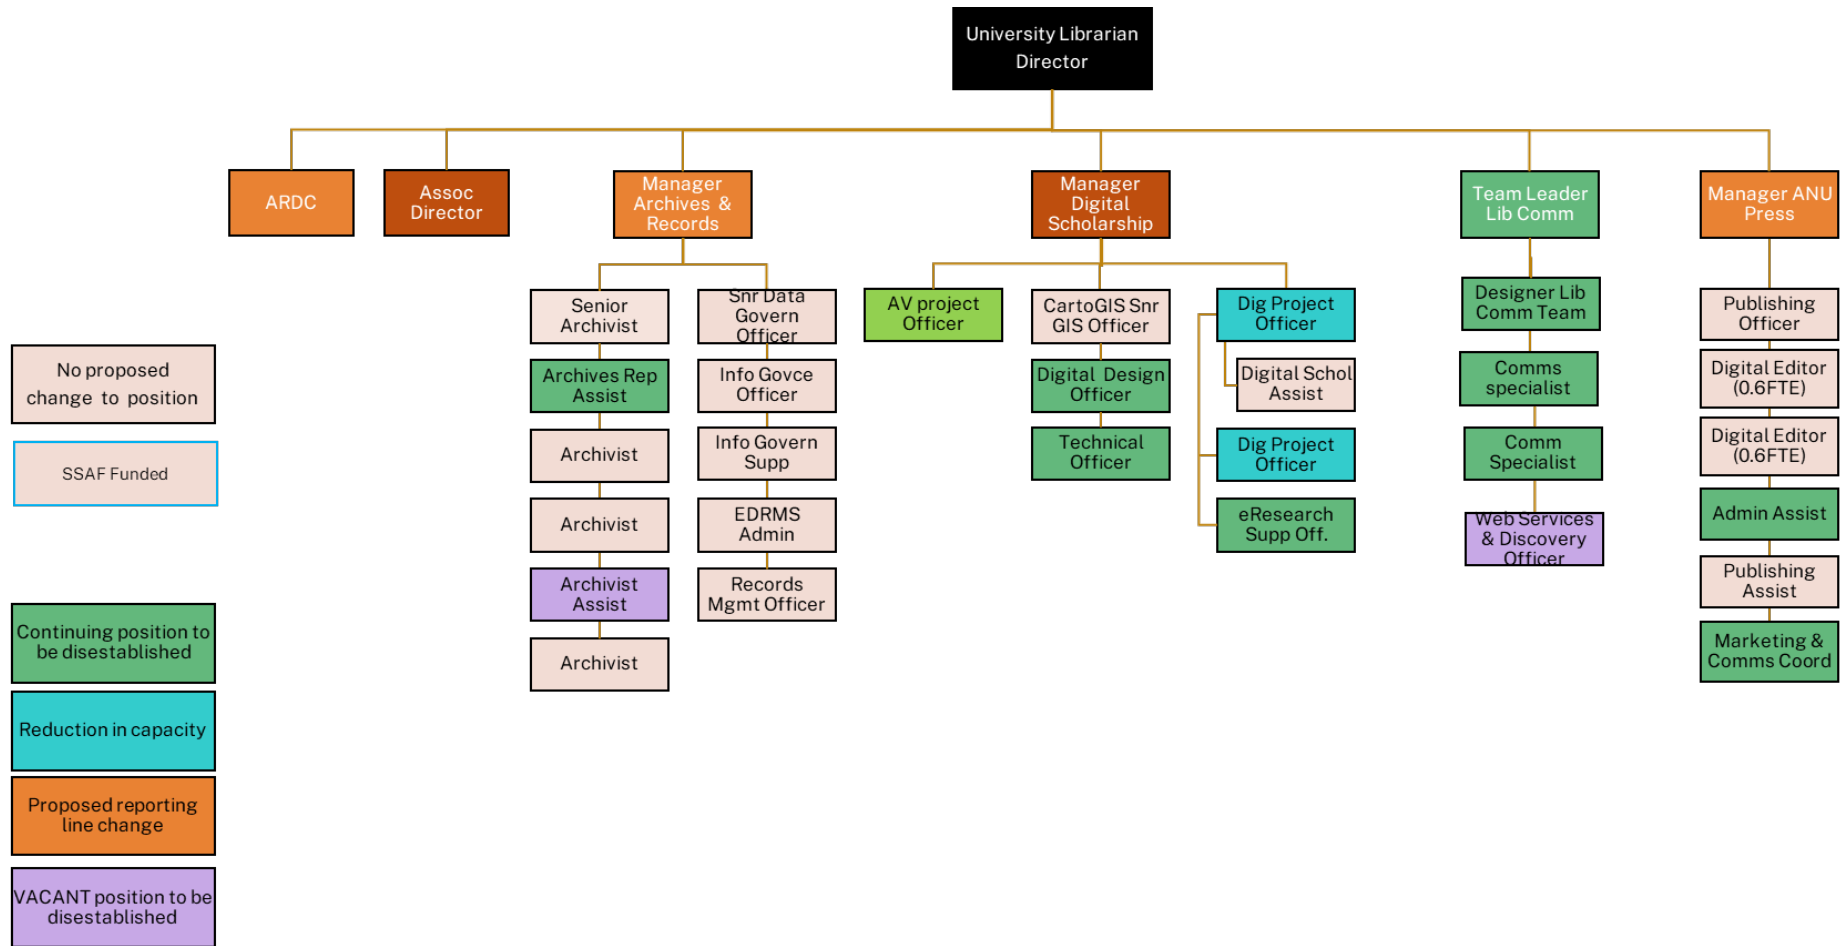 University Librarian
Director
ARDC
Assoc
Director
Manager
Archives &
Records
Manager
Digital
Scholarship
Team Leader
Lib Comm
Manager ANU
Press
Senior
Archivist
Archives Rep
Assist
Archivist
Archivist
Archivist
Assist
Archivist
Snr Data
Govern
Officer
Info Govce
Officer
Info Govern
Supp
EDRMS
Admin
Records
Mgmt Officer
AV project
Officer
CartoGIS Snr
GIS Officer
Digital Design
Officer
Technical
Officer
Dig Project
Officer
Digital Schol
Assist
Dig Project
Officer
eResearch
Supp Off.
Designer Lib
Comm Team
Comms
specialist
Comm
Specialist
Web Services
& Discovery
Officer
Publishing
Officer
Digital Editor
(0.6FTE)
Digital Editor
(0.6FTE)
Admin Assist
Publishing
Assist
Marketing &
Comms Coord
No proposed
change to position
SSAF Funded
Continuing position to
be disestablished
Reduction in capacity
Proposed reporting
line change
VACANT position to be
disestablished